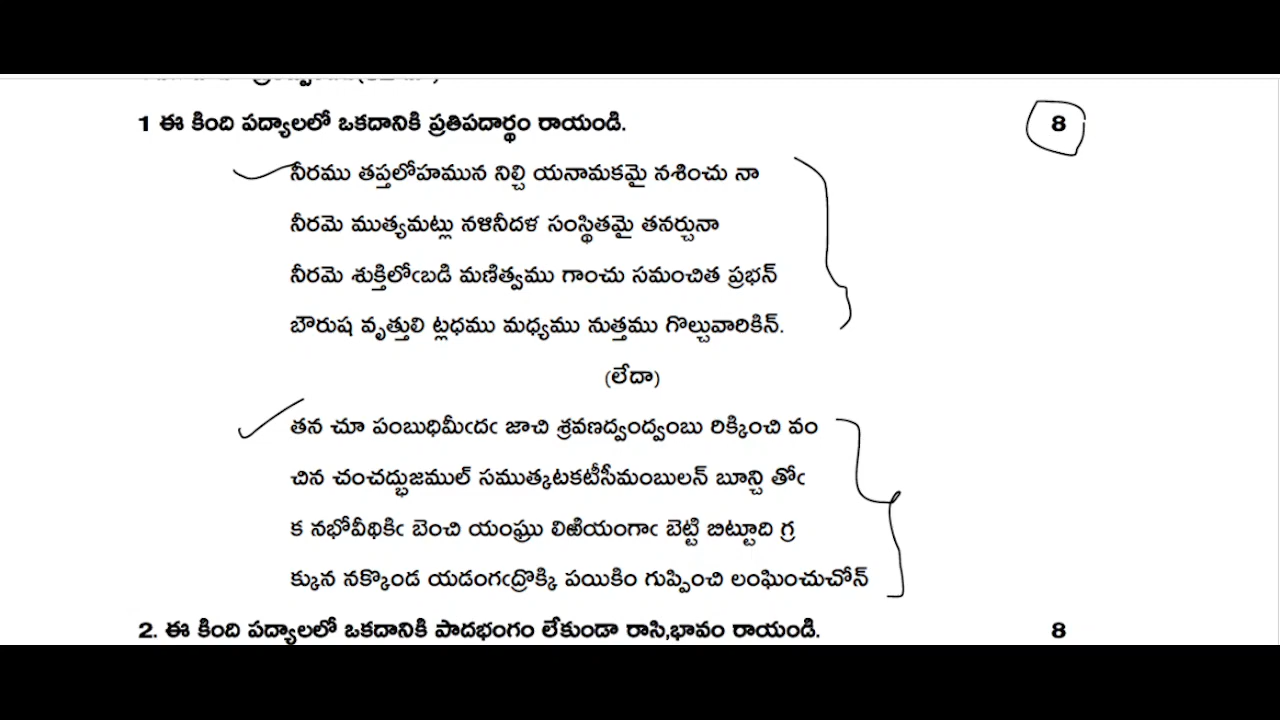 1 ఈ కింది పద్యాలలో ఒకదానికి ప్రతిపదార్థం రాయండి. 8
నీరము తప్తలోహమున నిల్చి యనామకమై నశించు నా
నీరమె ముత్యమట్లు నళినీదళ సంస్థితమై తనర్చునా
నీరమె శుక్తిలోఁబడి మణిత్వము గాంచు సమంచిత ప్రభన్
బౌరుష వృత్తులి ట్లధము మధ్యము నుత్తము గొల్చువారికిన్.
(లేదా)
తన చూ పంబుధిమీఁదఁ జాచి శ్రవణద్వంద్వంబు రిక్కించి వం
చిన చంచద్భుజముల్ సముత్కటకటీసీమంబులన్ బూన్చి తోఁ
క నభోవీథికిఁ బెంచి యంఘ్రు లిఱియంగాఁ బెట్టి బిట్టూది గ్ర
క్కున నక్కొండ యడంగఁద్రొక్కి పయికిం గుప్పించి లంఘించుచోన్
2. ఈ కింది పద్యాలలో ఒకదానికి పాదభంగం లేకుండా రాసి,భావం రాయండి. 8